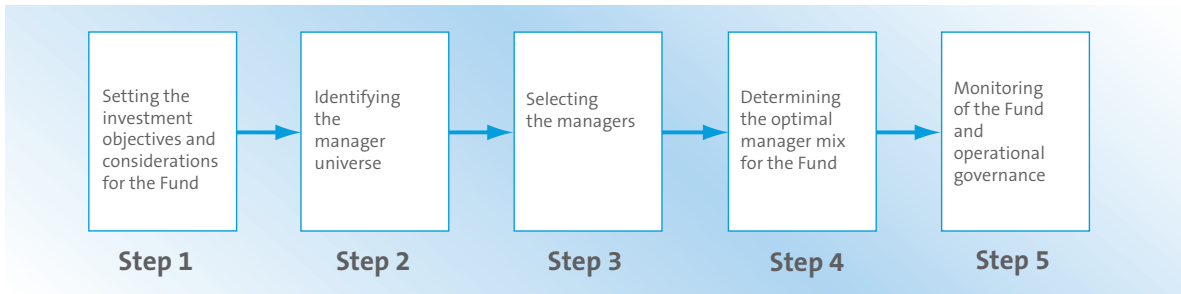 Setting the
investment
objectives and
considerations
for the Fund
Step 1
Identifying
the
manager
universe
Step 2
Selecting
the managers
Step 3
Determining
the optimal
manager mix
for the Fund
Step 4
Monitoring
of the Fund
and
operational
governance
Step 5